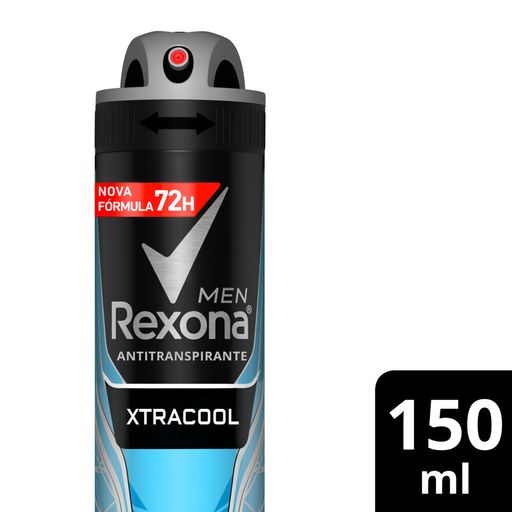 NOVA
FÓRMULA 72H
MEN
Rexona®
ANTITRANSPIRANTE
XTRACOOL
150
ml